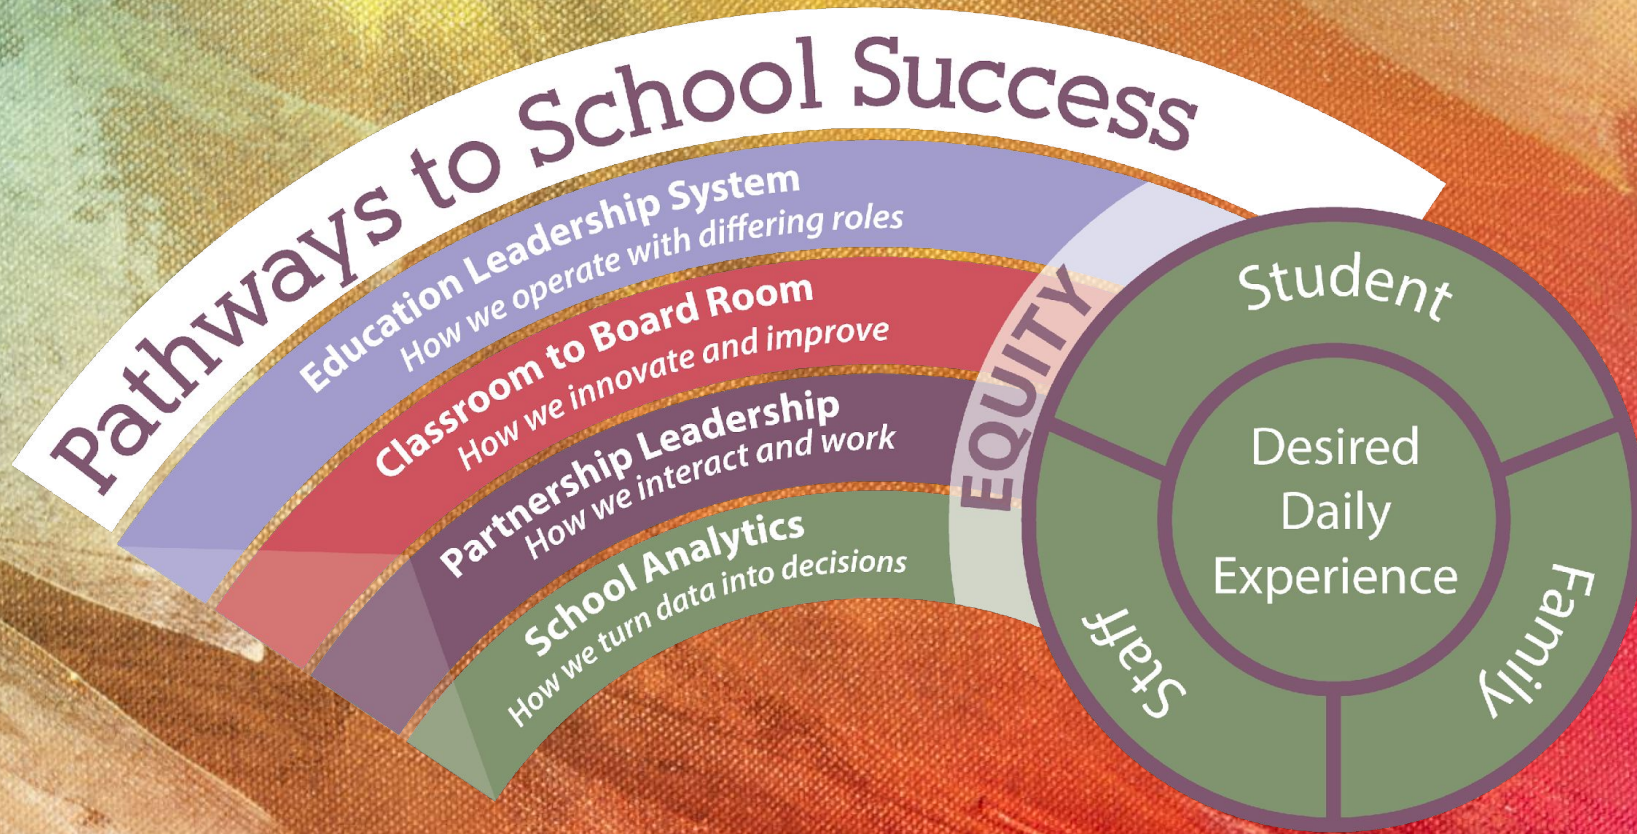 Pathways to School Success
Education Leadership System
How we operate with differing roles
Classroom to Board Room
How we innovate and improve
Partnership Leadership
How we interact and work
School Analytics
How we turn data into decisions
EQUITY
Student
Desired
Daily
Experience
Staff
Family